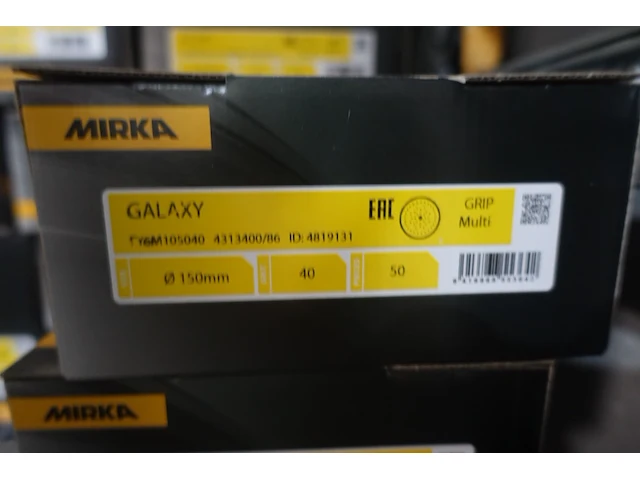 MIRKA
GALAXY
EAC
GRIP
Multi
FY6M105040 4313400/86 ID: 4819131
Ø 150mm
40
50
MIRKA